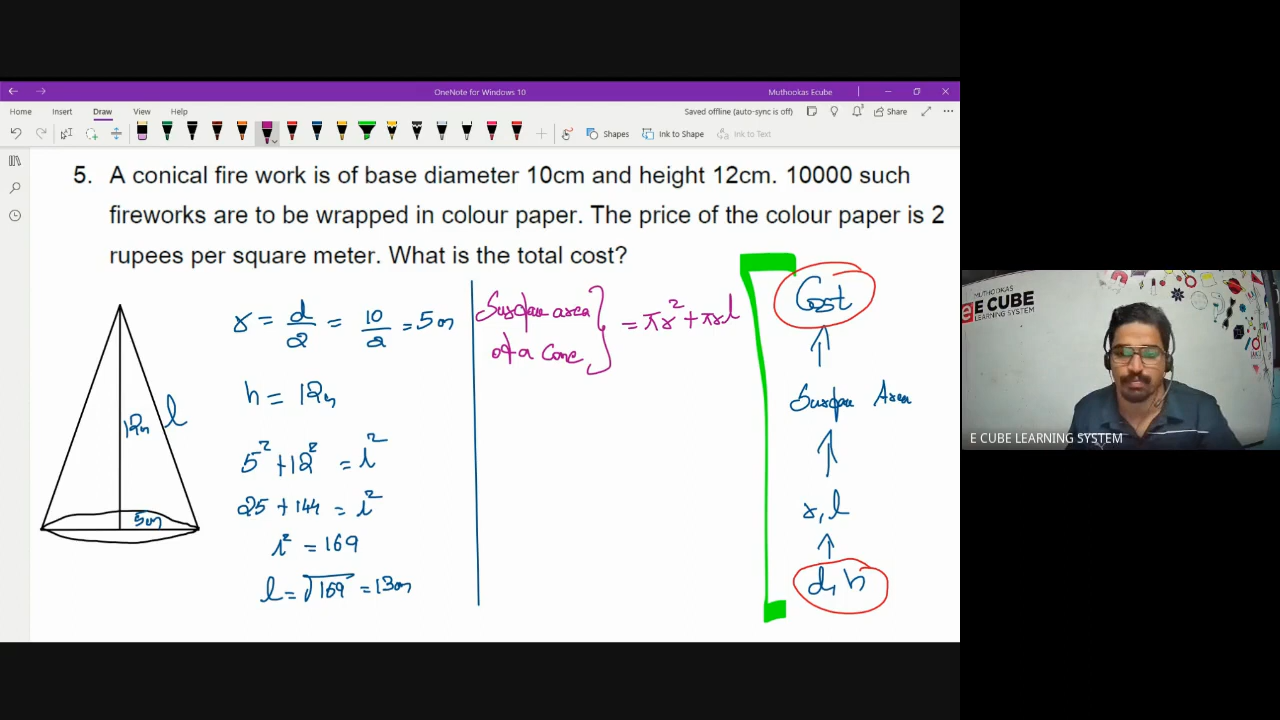 OneNote for Windows 10
Muthookas Ecube
Home Insert Draw View Help
Saved offline (auto-sync is off)
Share
Shapes
Ink to Shape
Ink to Text
5. A conical fire work is of base diameter 10cm and height 12cm. 10000 such
fireworks are to be wrapped in colour paper. The price of the colour paper is 2
rupees per square meter. What is the total cost?
r = d/2 = 10/2 = 5cm
h = 12cm
5² + 12² = l²
25 + 144 = l²
l² = 169
l = √169 = 13cm
12cm l
5cm
Surface area
of a Cone
= πr² + πrl
Cost
Surface Area
r, l
d, h
MUTHOOKAS
E CUBE
LEARNING SYSTEM
E CUBE LEARNING SYSTEM